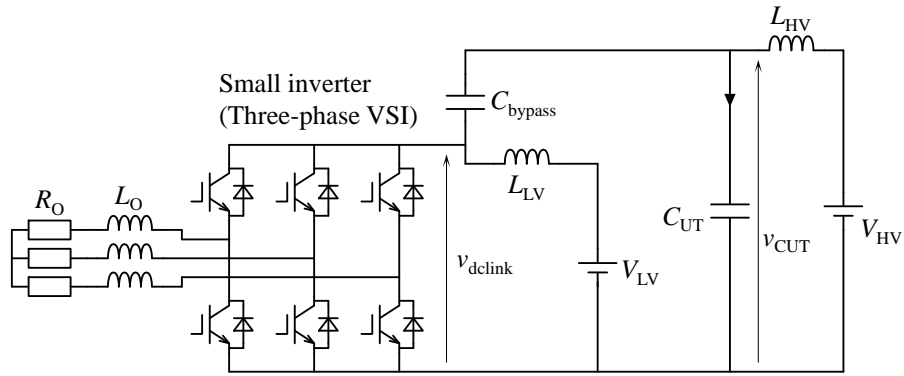 L_HV
Small inverter
(Three-phase VSI)
C_bypass
L_LV
R_O
L_O
C_UT
V_HV
v_CUT
v_dclink
V_LV